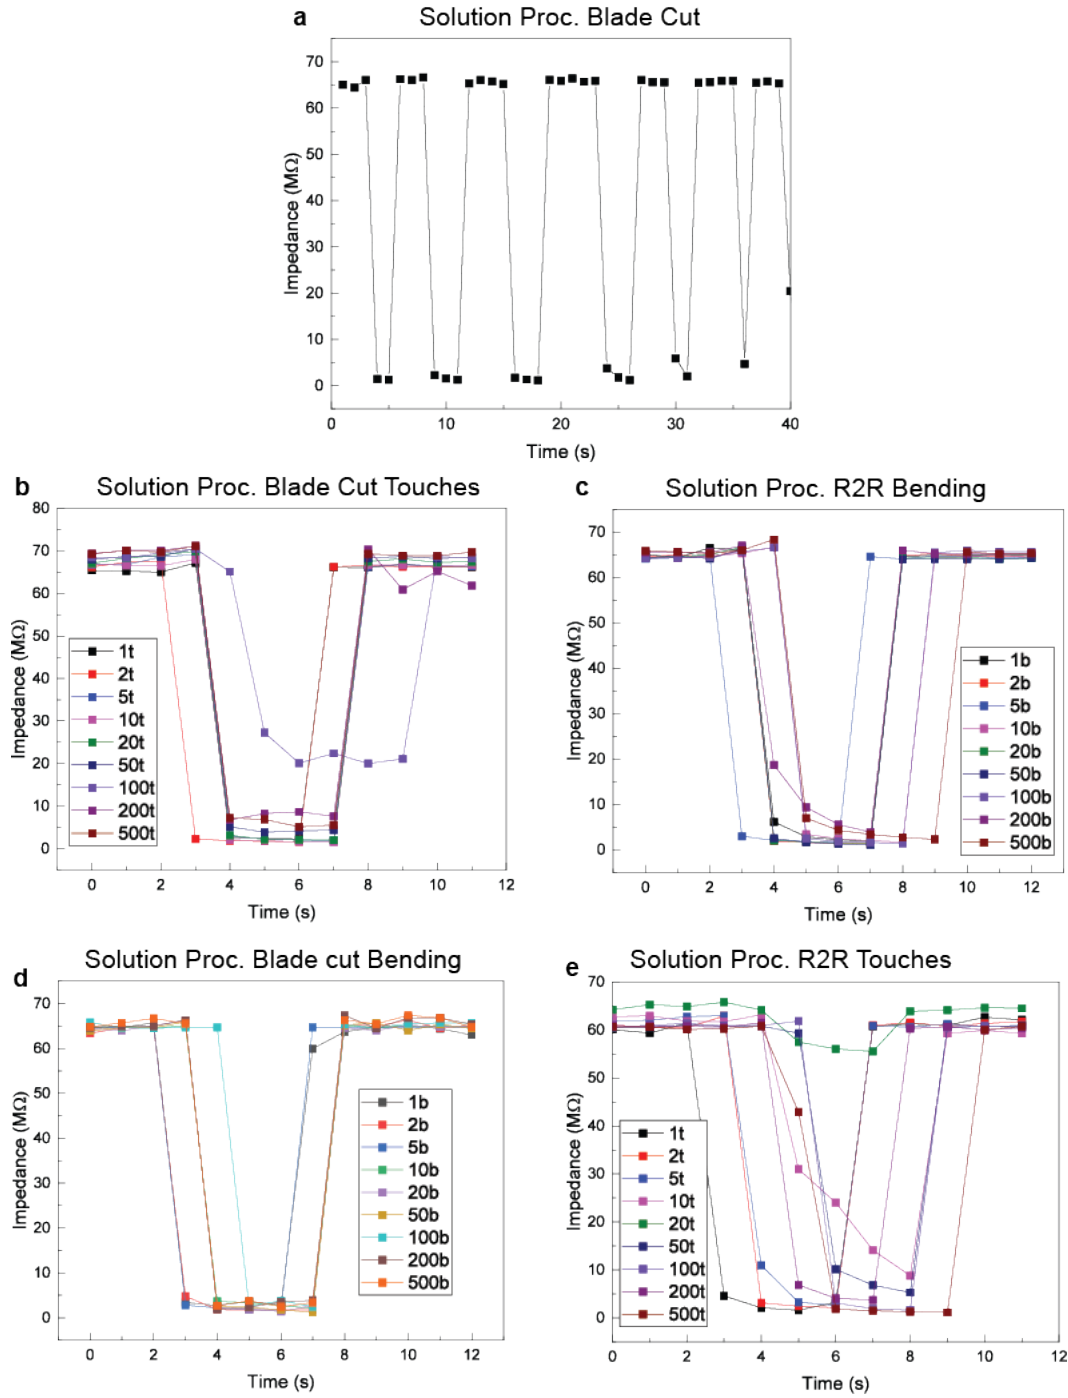 a Solution Proc. Blade Cut
70
60
50
40
30
20
10
0
Impedance (MΩ)
0 10 20 30 40
Time (s)
b Solution Proc. Blade Cut Touches
80
70
60
50
40
30
20
10
0
Impedance (MΩ)
1t
2t
5t
10t
20t
50t
100t
200t
500t
0 2 4 6 8 10 12
Time (s)
c Solution Proc. R2R Bending
70
60
50
40
30
20
10
0
Impedance (MΩ)
1b
2b
5b
10b
20b
50b
100b
200b
500b
0 2 4 6 8 10 12
Time (s)
d Solution Proc. Blade cut Bending
70
60
50
40
30
20
10
0
Impedance (MΩ)
1b
2b
5b
10b
20b
50b
100b
200b
500b
0 2 4 6 8 10 12
Time (s)
e Solution Proc. R2R Touches
70
60
50
40
30
20
10
0
Impedance (MΩ)
1t
2t
5t
10t
20t
50t
100t
200t
500t
0 2 4 6 8 10 12
Time (s)